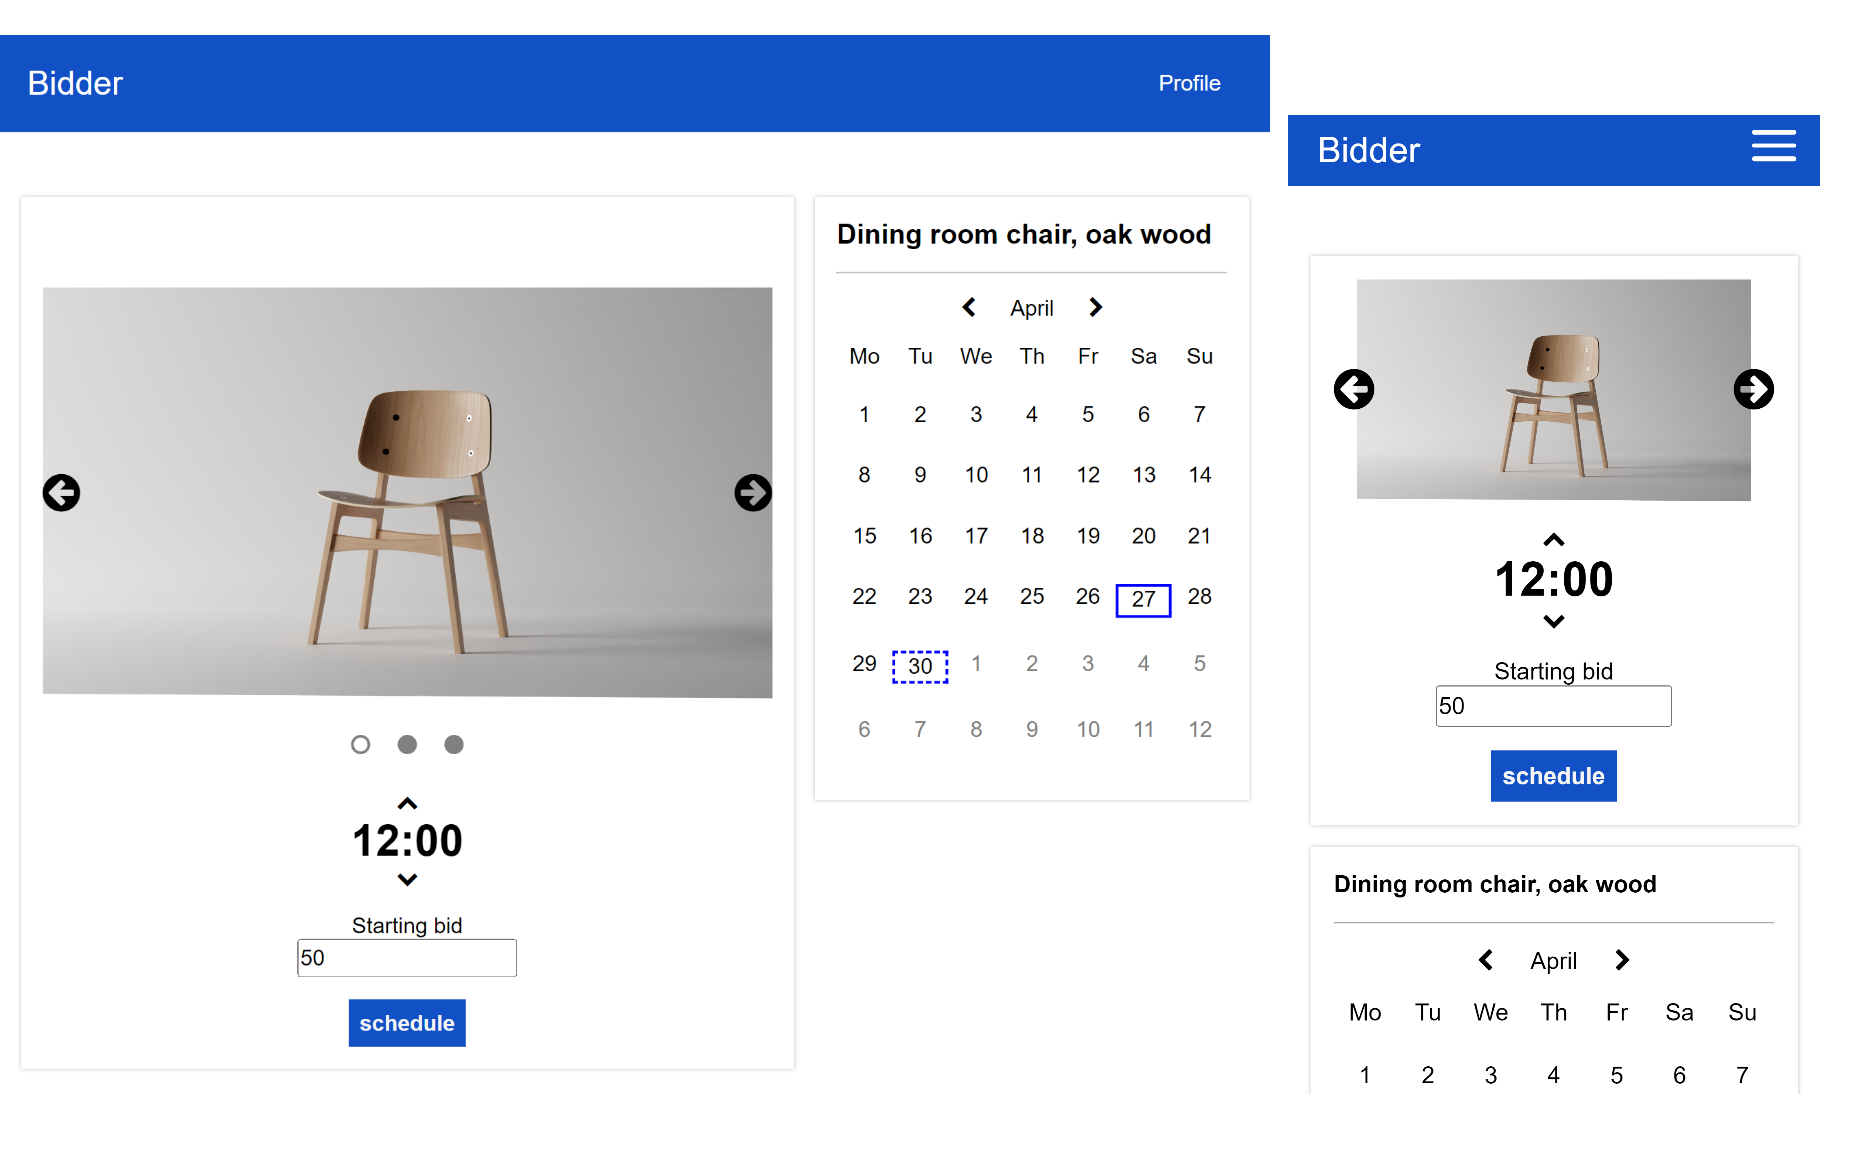 Bidder
Profile
Dining room chair, oak wood
April
Mo Tu We Th Fr Sa Su
1 2 3 4 5 6 7
8 9 10 11 12 13 14
15 16 17 18 19 20 21
22 23 24 25 26 27 28
29 30 1 2 3 4 5
6 7 8 9 10 11 12
12:00
Starting bid
50
schedule
Bidder
12:00
Starting bid
50
schedule
Dining room chair, oak wood
April
Mo Tu We Th Fr Sa Su
1 2 3 4 5 6 7